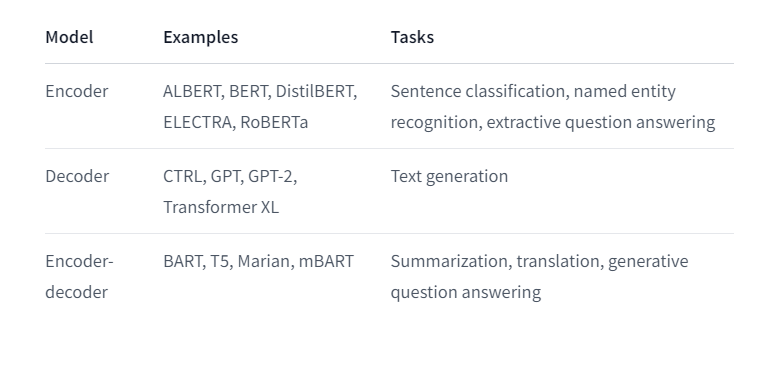 Model Examples Tasks
Encoder ALBERT, BERT, DistilBERT, Sentence classification, named entity
ELECTRA, RoBERTa recognition, extractive question answering
Decoder CTRL, GPT, GPT-2, Text generation
Transformer XL
Encoder- BART, T5, Marian, mBART Summarization, translation, generative
decoder question answering